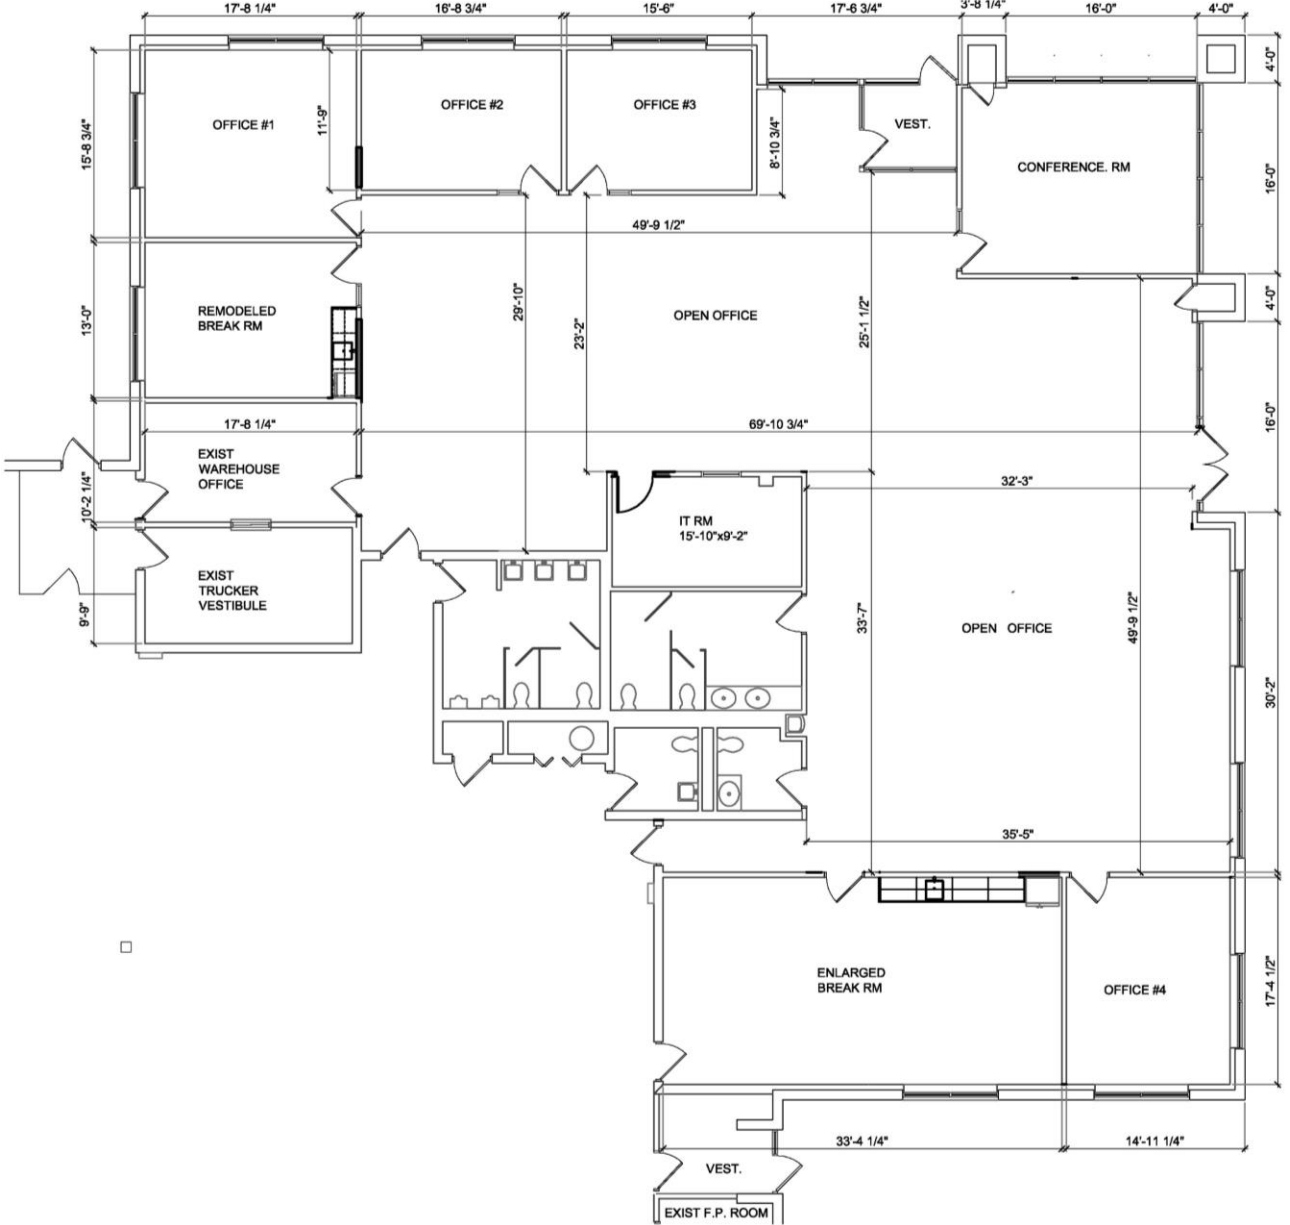 17'-8 1/4"
16'-8 3/4"
15'-6"
17'-6 3/4"
3'-8 1/4"
16'-0"
4'-0"
4'-0"
15'-8 3/4"
OFFICE #1
11'-9"
OFFICE #2
OFFICE #3
8'-10 3/4"
VEST.
CONFERENCE. RM
16'-0"
49'-9 1/2"
13'-0"
REMODELED
BREAK RM
29'-10"
23'-2"
OPEN OFFICE
25'-1 1/2"
4'-0"
17'-8 1/4"
69'-10 3/4"
16'-0"
10'-2 1/4"
EXIST
WAREHOUSE
OFFICE
32'-3"
IT RM
15'-10"x9'-2"
EXIST
TRUCKER
VESTIBULE
9'-9"
33'-7"
OPEN OFFICE
49'-9 1/2"
30'-2"
35'-5"
ENLARGED
BREAK RM
OFFICE #4
17'-4 1/2"
33'-4 1/4"
14'-11 1/4"
VEST.
EXIST F.P. ROOM